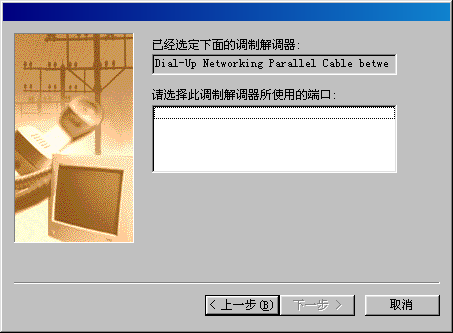 已经选定下面的调制解调器:
Dial-Up Networking Parallel Cable betwe
请选择此调制解调器所使用的端口:
< 上一步(B)
下一步 >
取消